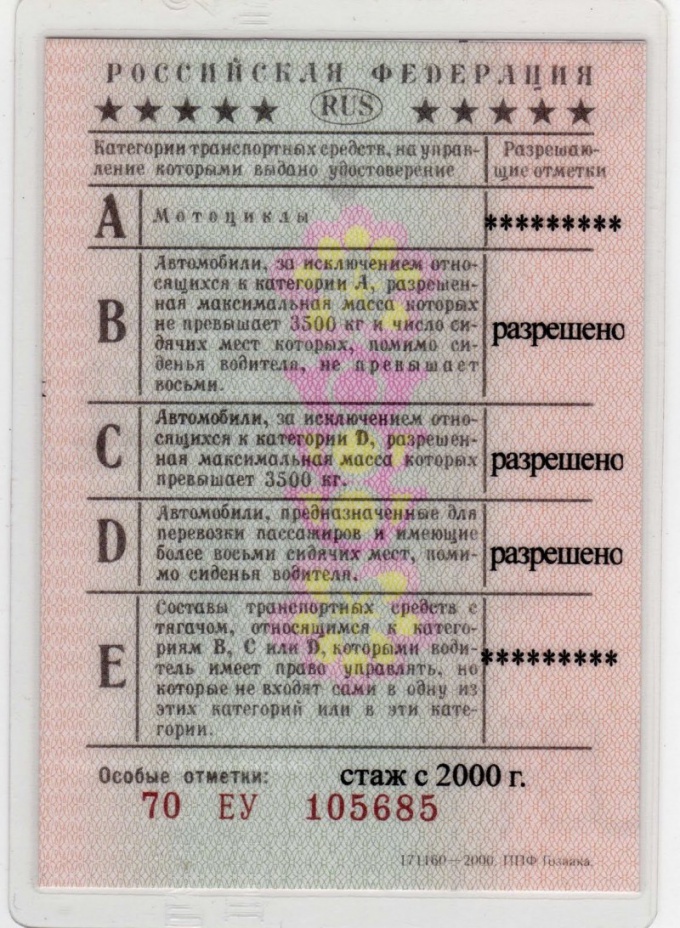 РОССИЙСКАЯ ФЕДЕРАЦИЯ
★★★★★ RUS ★★★★★
Категории транспортных средств, на управ-
ление которыми выдано удостоверение
Разрешаю-
щие отметки
A
Мотоциклы
*********
B
Автомобили, за исключением отно-
сящихся к категории А, разрешен-
ная максимальная масса которых
не превышает 3500 кг и число си-
дячих мест которых, помимо си-
денья водителя, не превышает
восьми.
разрешено
C
Автомобили, за исключением отно-
сящихся к категории D, разрешен-
ная максимальная масса которых
превышает 3500 кг.
разрешено
D
Автомобили, предназначенные для
перевозки пассажиров и имеющие
более восьми сидячих мест, поми-
мо сиденья водителя.
разрешено
E
Составы транспортных средств с
тягачом, относящимся к катего-
риям B, C или D, которыми води-
тель имеет право управлять, но
которые не входят сами в одну из
этих категорий или в эти кате-
гории.
*********
Особые отметки: стаж с 2000 г.
70 ЕУ 105685
171160—2000. ППФ Гознака.